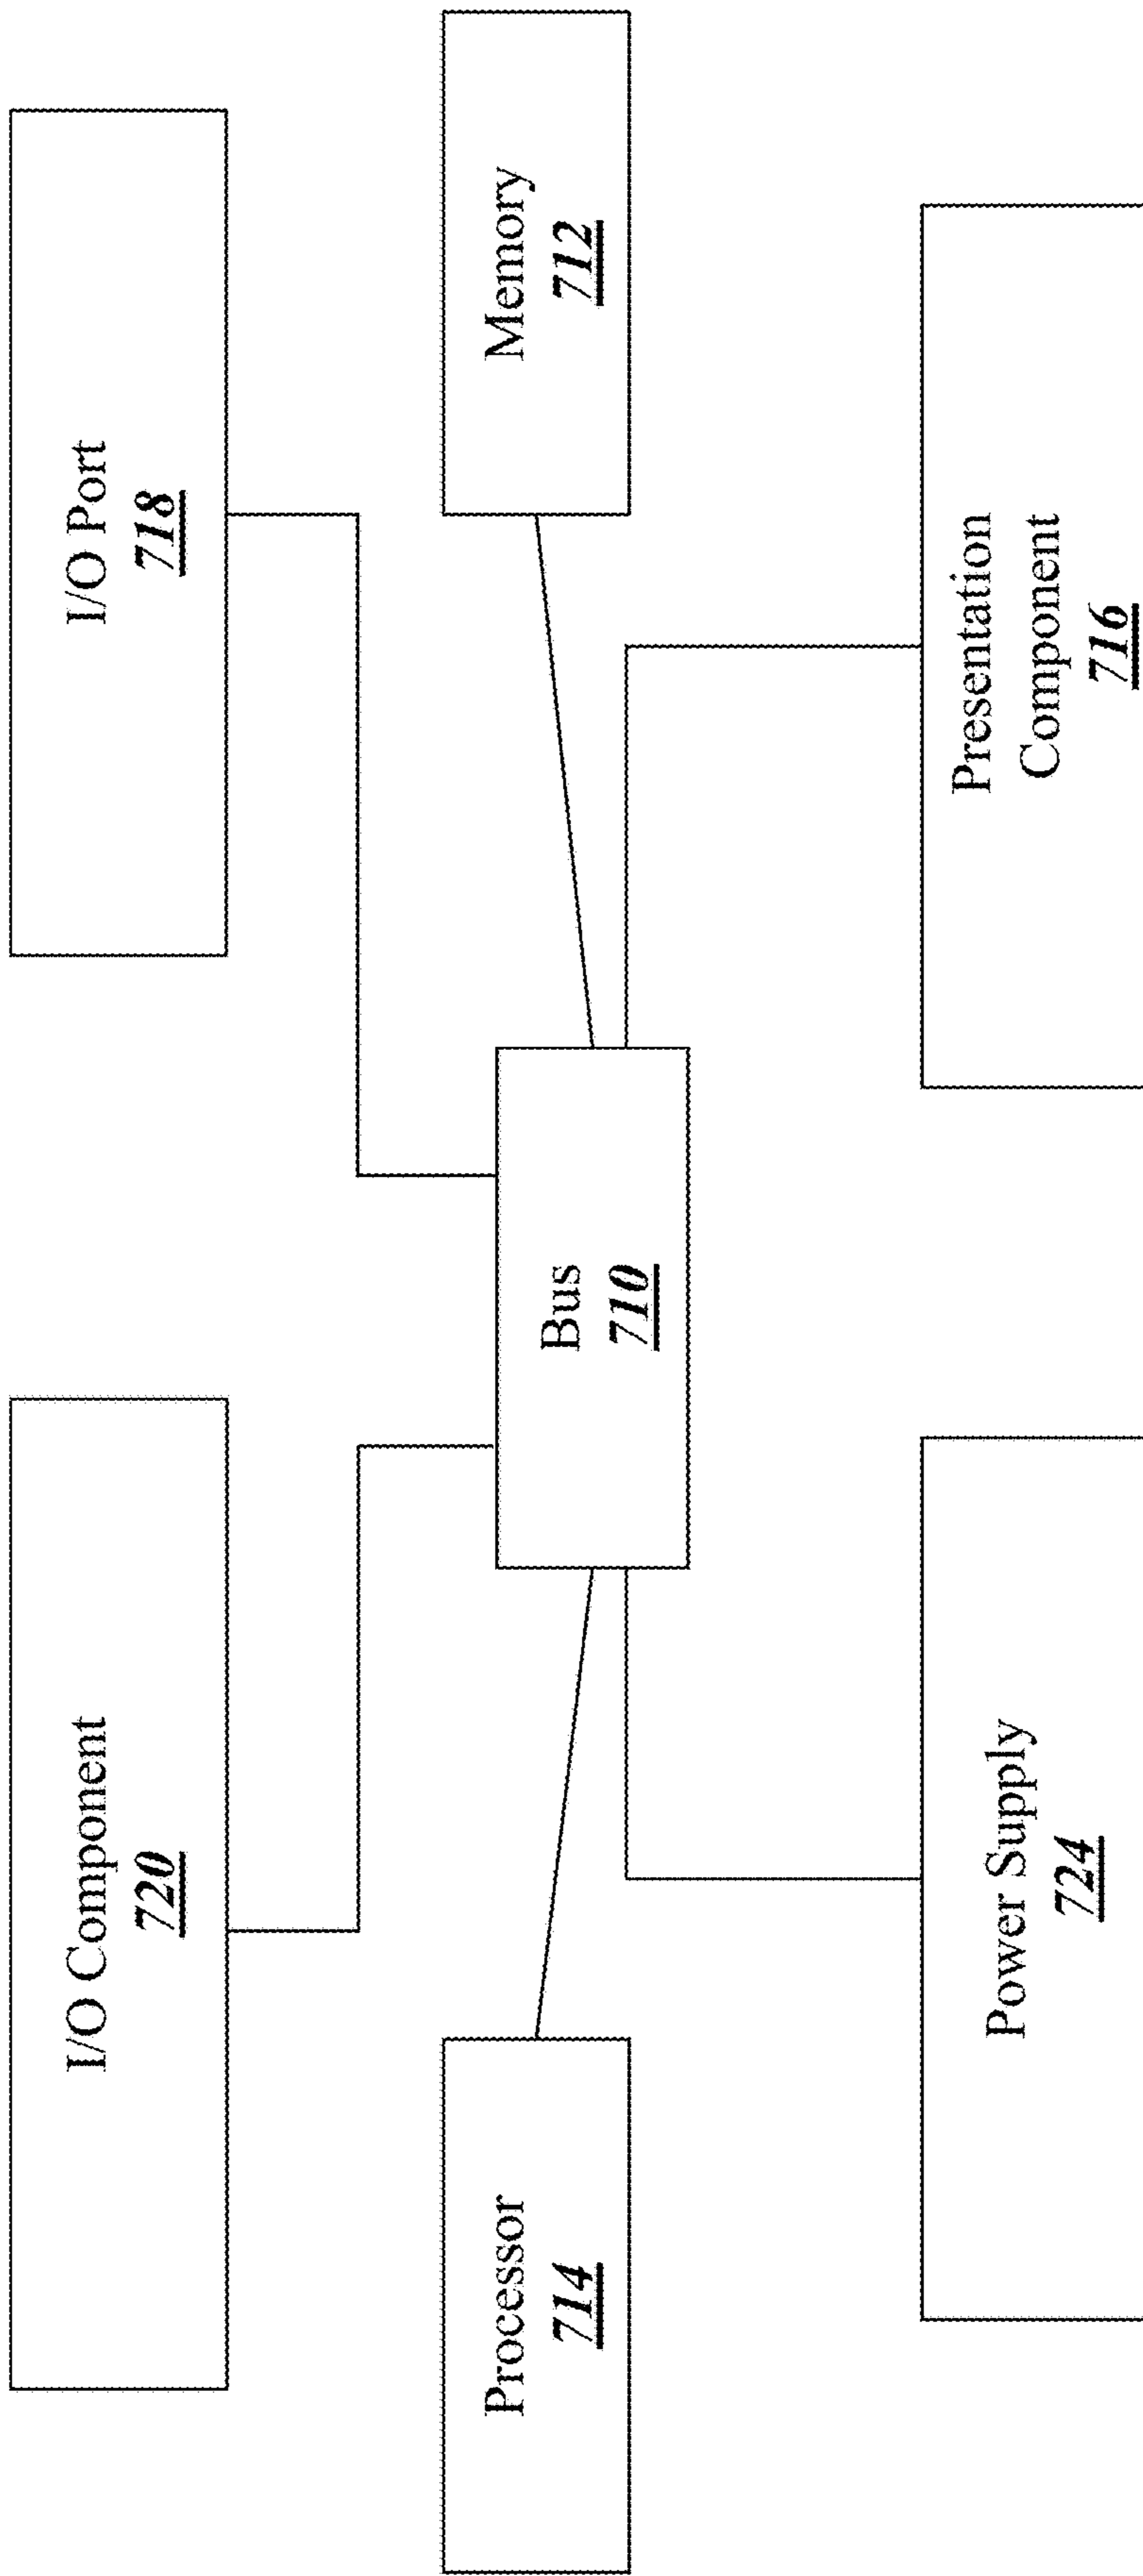 I/O Component
720
I/O Port
718
Processor
714
Bus
710
Memory
712
Power Supply
724
Presentation
Component
716